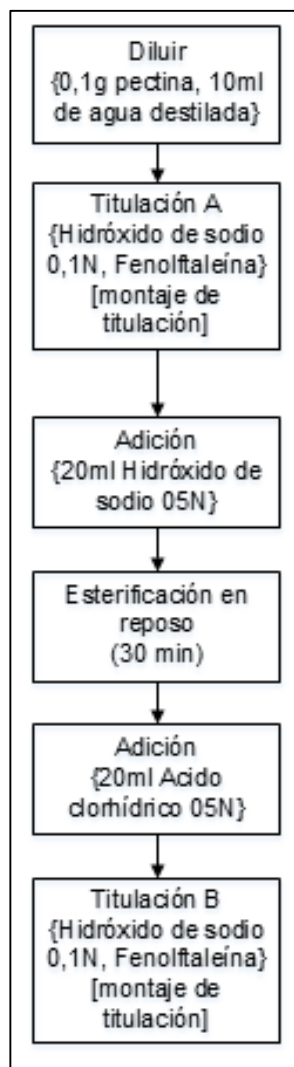 Diluir
{0,1g pectina, 10ml
de agua destilada}
Titulación A
{Hidróxido de sodio
0,1N, Fenolftaleína}
[montaje de
titulación]
Adición
{20ml Hidróxido de
sodio 05N}
Esterificación en
reposo
(30 min)
Adición
{20ml Acido
clorhídrico 05N}
Titulación B
{Hidróxido de sodio
0,1N, Fenolftaleína}
[montaje de
titulación]